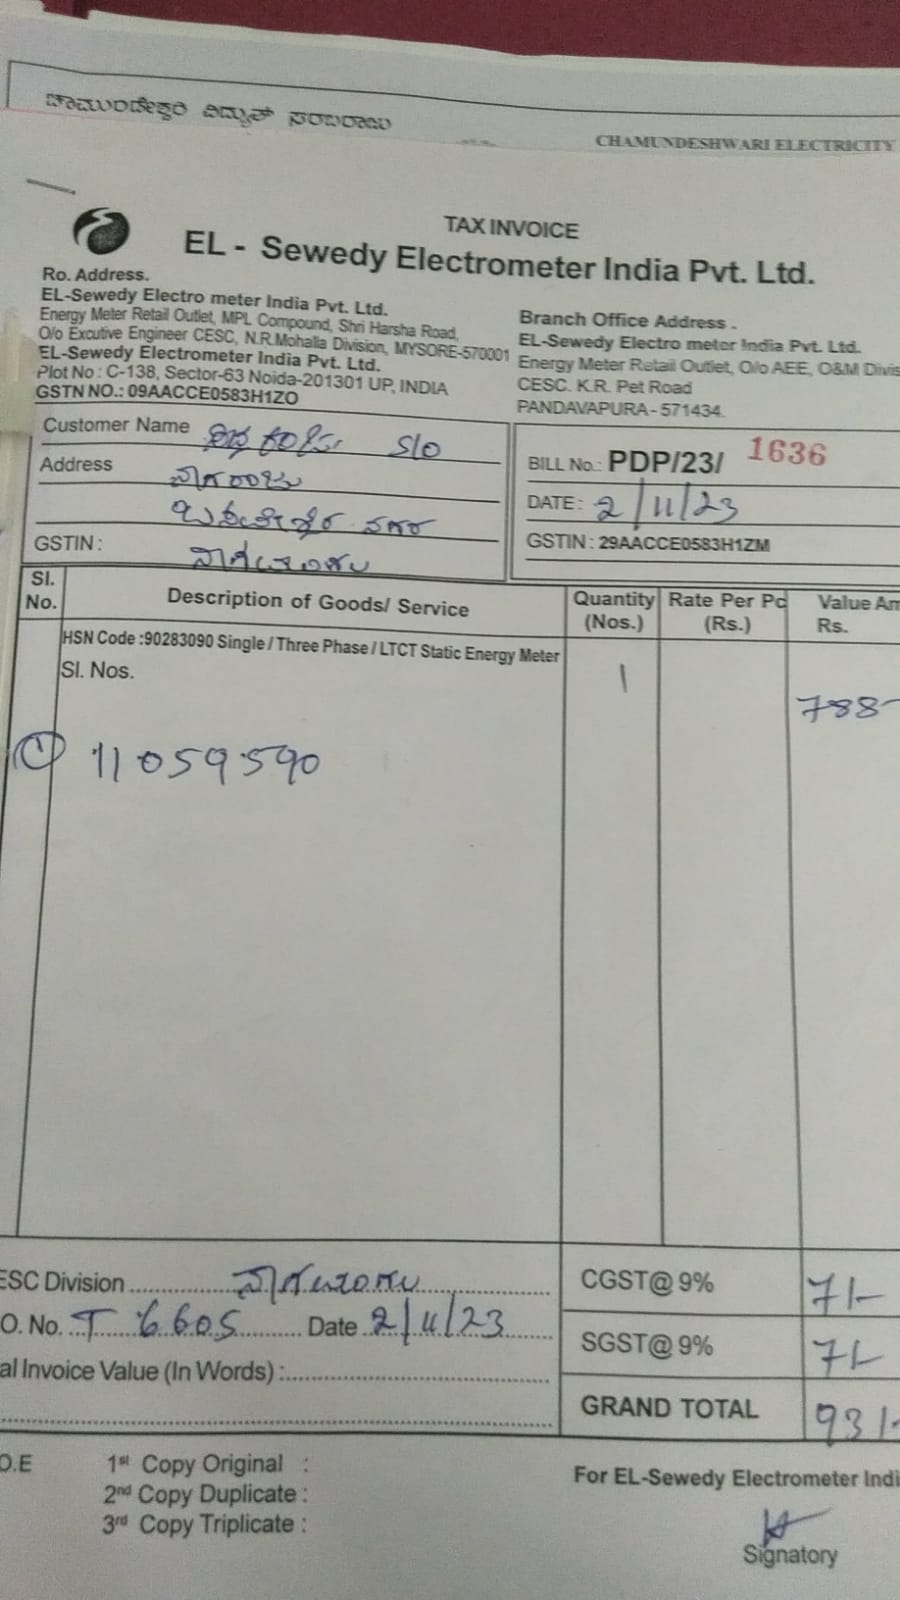 ಚಾಮುಂಡೇಶ್ವರಿ ವಿದ್ಯುತ್ ಸರಬರಾಜು
CHAMUNDESHWARI ELECTRICITY
TAX INVOICE
EL - Sewedy Electrometer India Pvt. Ltd.
Ro. Address.
EL-Sewedy Electro meter India Pvt. Ltd.
Energy Meter Retail Outlet, MPL Compound, Shri Harsha Road,
O/o Excutive Engineer CESC, N.R.Mohalla Division, MYSORE-570001
EL-Sewedy Electrometer India Pvt. Ltd.
Plot No : C-138, Sector-63 Noida-201301 UP, INDIA
GSTN NO.: 09AACCE0583H1ZO
Branch Office Address .
EL-Sewedy Electro meter India Pvt. Ltd.
Energy Meter Retail Outlet, O/o AEE, O&M Divis
CESC. K.R. Pet Road
PANDAVAPURA - 571434.
Customer Name S/O
Address ನಾಗರಾಜು
ನಗರ
GSTIN : ನಾಗಮಂಗಲ
BILL No.: PDP/23/ 1636
DATE : 2/11/23
GSTIN : 29AACCE0583H1ZM
Sl. No. Description of Goods/ Service Quantity (Nos.) Rate Per Pc (Rs.) Value Am Rs.
HSN Code :90283090 Single / Three Phase / LTCT Static Energy Meter
Sl. Nos. 1 788-
① 11059590
ESC Division ನಾಗಮಂಗಲ
O. No. T 6605 Date 2/11/23
al Invoice Value (In Words) :
CGST@ 9% 71-
SGST@ 9% 71-
GRAND TOTAL 931-
O.E
1st Copy Original :
2nd Copy Duplicate :
3rd Copy Triplicate :
For EL-Sewedy Electrometer Indi
Signatory